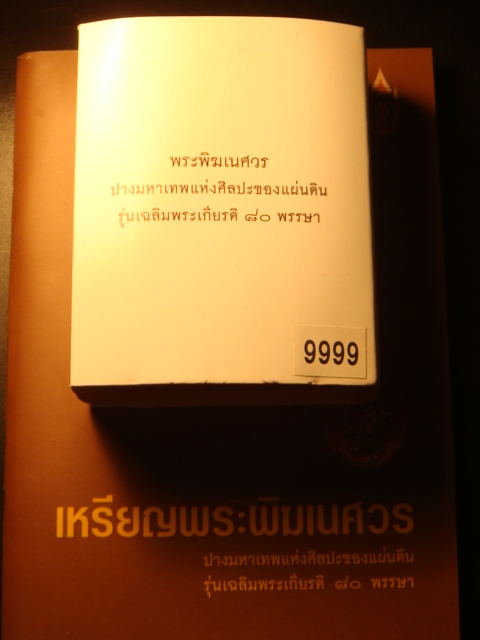 พระพิฆเนศวร
ปางมหาเทพแห่งศิลปะของแผ่นดิน
รุ่นเฉลิมพระเกียรติ ๘๐ พรรษา
9999
เหรียญพระพิฆเนศวร
ปางมหาเทพแห่งศิลปะของแผ่นดิน
รุ่นเฉลิมพระเกียรติ ๘๐ พรรษา